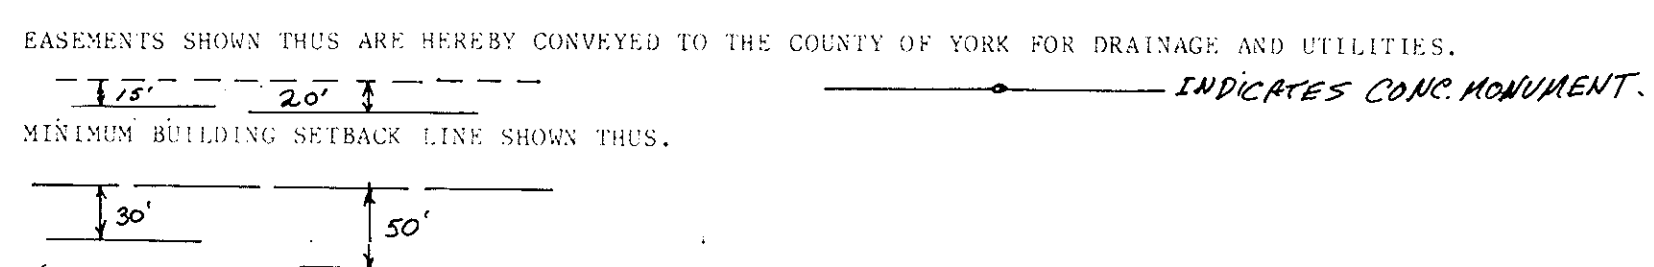 EASEMENTS SHOWN THUS ARE HEREBY CONVEYED TO THE COUNTY OF YORK FOR DRAINAGE AND UTILITIES.
15' 20'
INDICATES CONC. MONUMENT.
MINIMUM BUILDING SETBACK LINE SHOWN THUS.
30' 50'